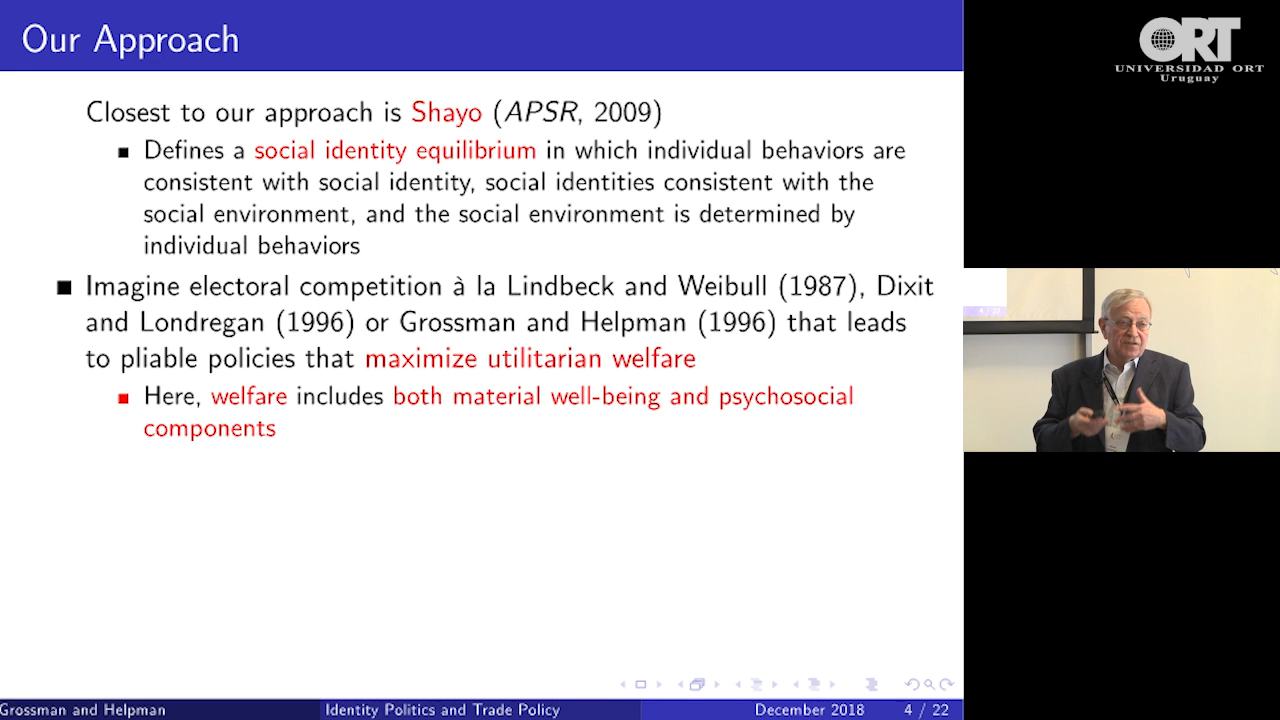 Our Approach
Closest to our approach is Shayo (APSR, 2009)
Defines a social identity equilibrium in which individual behaviors are
consistent with social identity, social identities consistent with the
social environment, and the social environment is determined by
individual behaviors
Imagine electoral competition à la Lindbeck and Weibull (1987), Dixit
and Londregan (1996) or Grossman and Helpman (1996) that leads
to pliable policies that maximize utilitarian welfare
Here, welfare includes both material well-being and psychosocial
components
Grossman and Helpman
Identity Politics and Trade Policy
December 2018
4 / 22
ORT
UNIVERSIDAD ORT
Uruguay